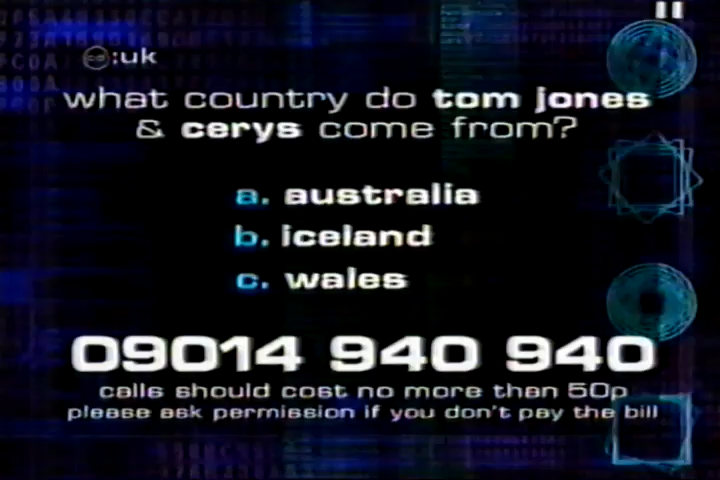 cd:uk
what country do tom jones
& cerys come from?
a. australia
b. iceland
c. wales
09014 940 940
calls should cost no more than 50p
please ask permission if you don't pay the bill